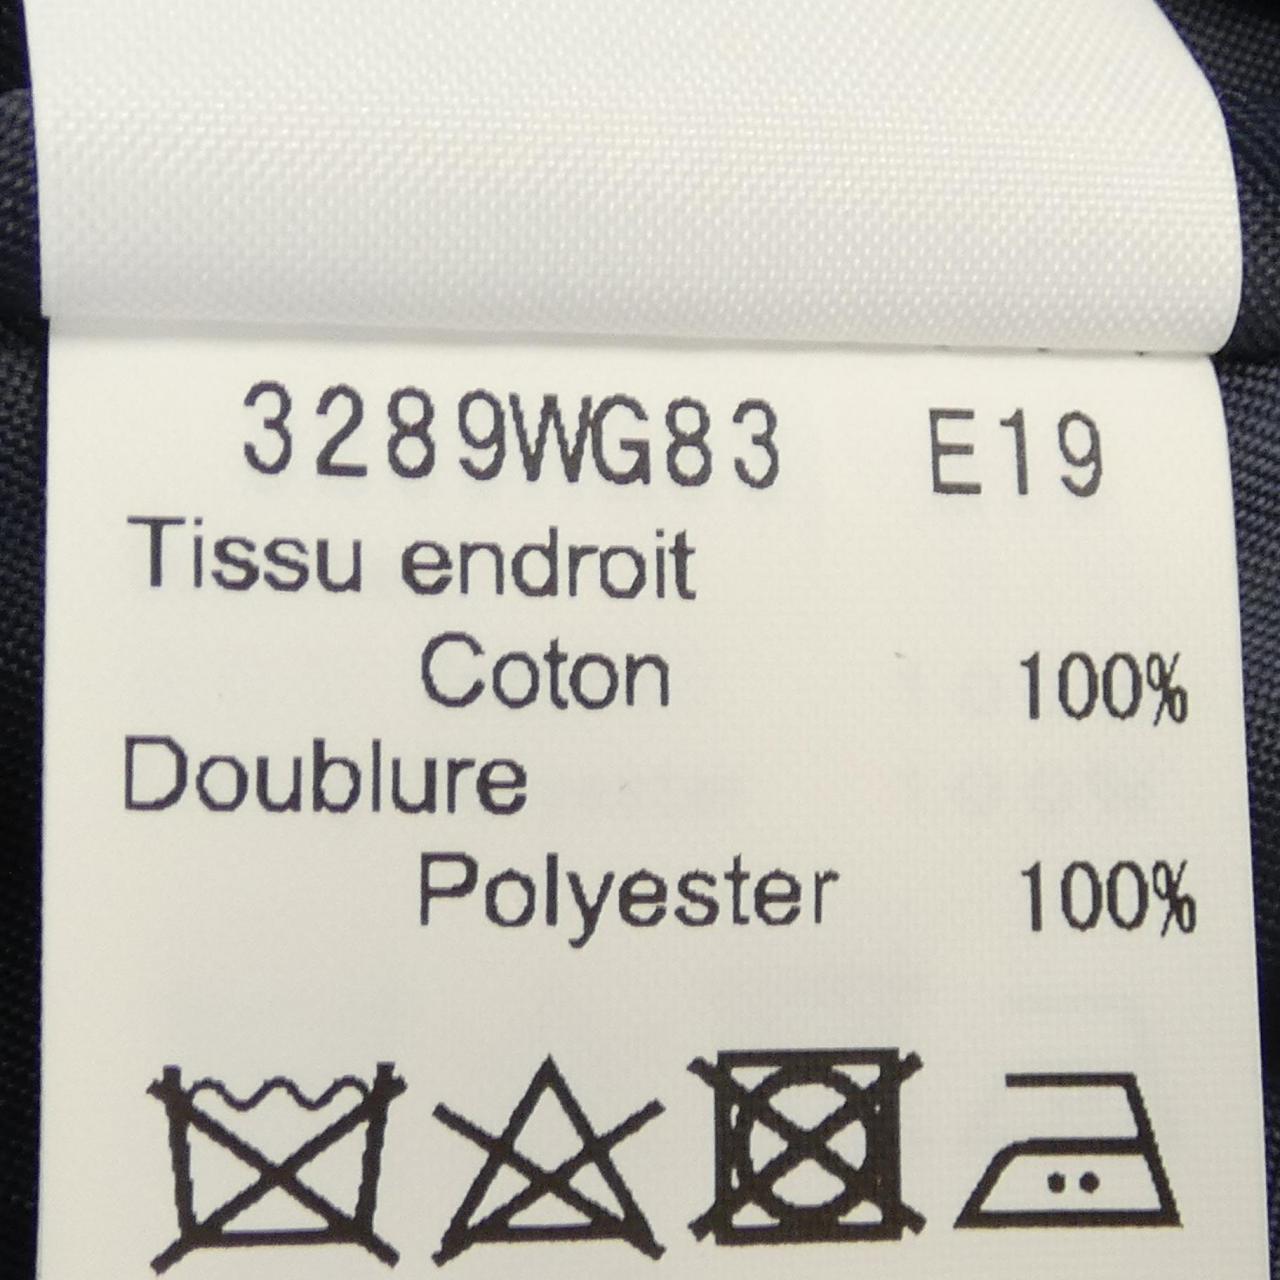 3289WG83 E19
Tissu endroit
Coton 100%
Doublure
Polyester 100%